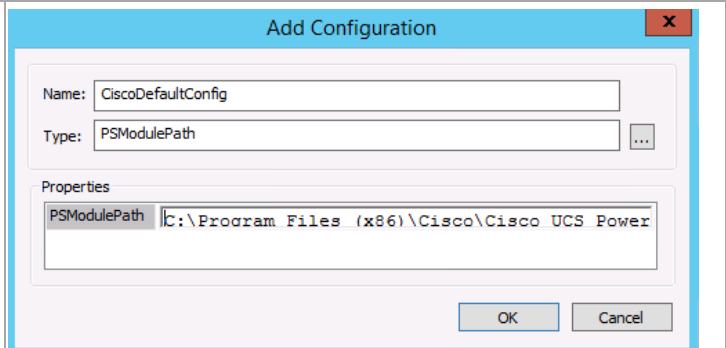 Add Configuration
x
Name: CiscoDefaultConfig
Type: PSModulePath ...
Properties
PSModulePath C:\Program Files (x86)\Cisco\Cisco UCS Power
OK Cancel